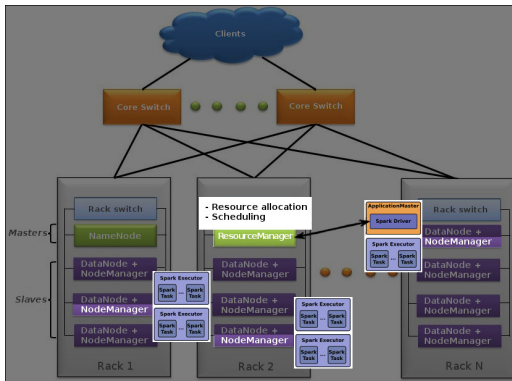 Clients
Core Switch
Core Switch
- Resource allocation
- Scheduling
Masters
Slaves
Rack switch
NameNode
DataNode +
NodeManager
DataNode +
NodeManager
DataNode +
NodeManager
Rack 1
Spark Executor
Spark Task ... Spark Task
Spark Executor
Spark Task ... Spark Task
ResourceManager
DataNode +
NodeManager
DataNode +
NodeManager
DataNode +
NodeManager
Rack 2
Spark Executor
Spark Task ... Spark Task
Spark Executor
Spark Task ... Spark Task
ApplicationMaster
Spark Driver
Spark Executor
Spark Task ... Spark Task
Rack switch
DataNode +
NodeManager
DataNode +
NodeManager
DataNode +
NodeManager
DataNode +
NodeManager
Rack N